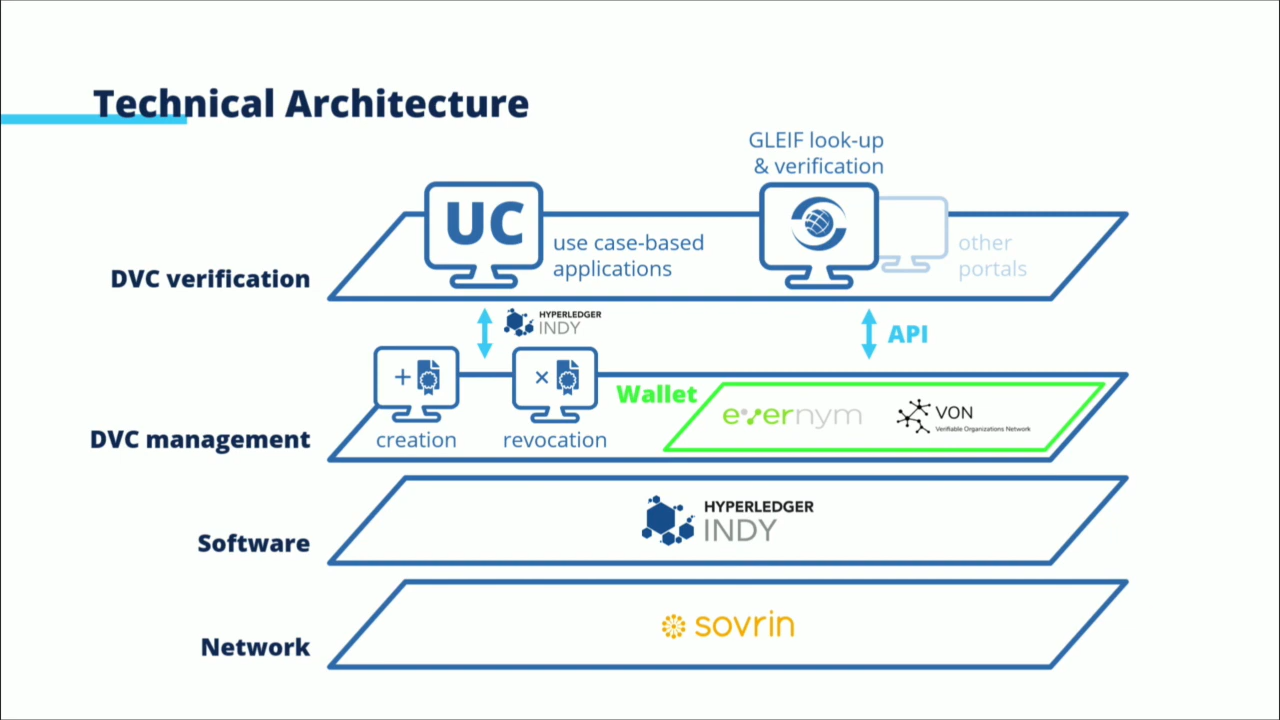 Technical Architecture
GLEIF look-up
& verification
UC
use case-based
applications
other
portals
DVC verification
HYPERLEDGER
INDY
API
Wallet
evernym
VON
Verifiable Organizations Network
DVC management
creation
revocation
HYPERLEDGER
INDY
Software
sovrin
Network